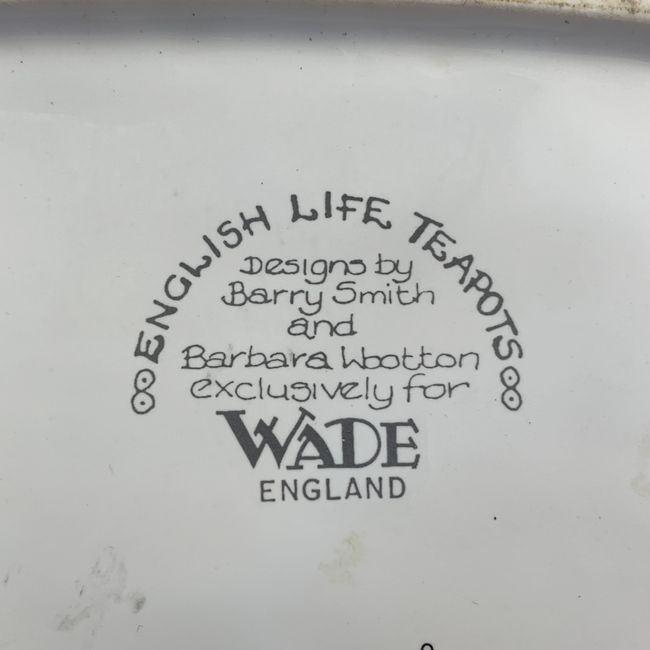 ENGLISH LIFE TEAPOTS
Designs by
Barry Smith
and
Barbara Wootton
exclusively for
WADE
ENGLAND